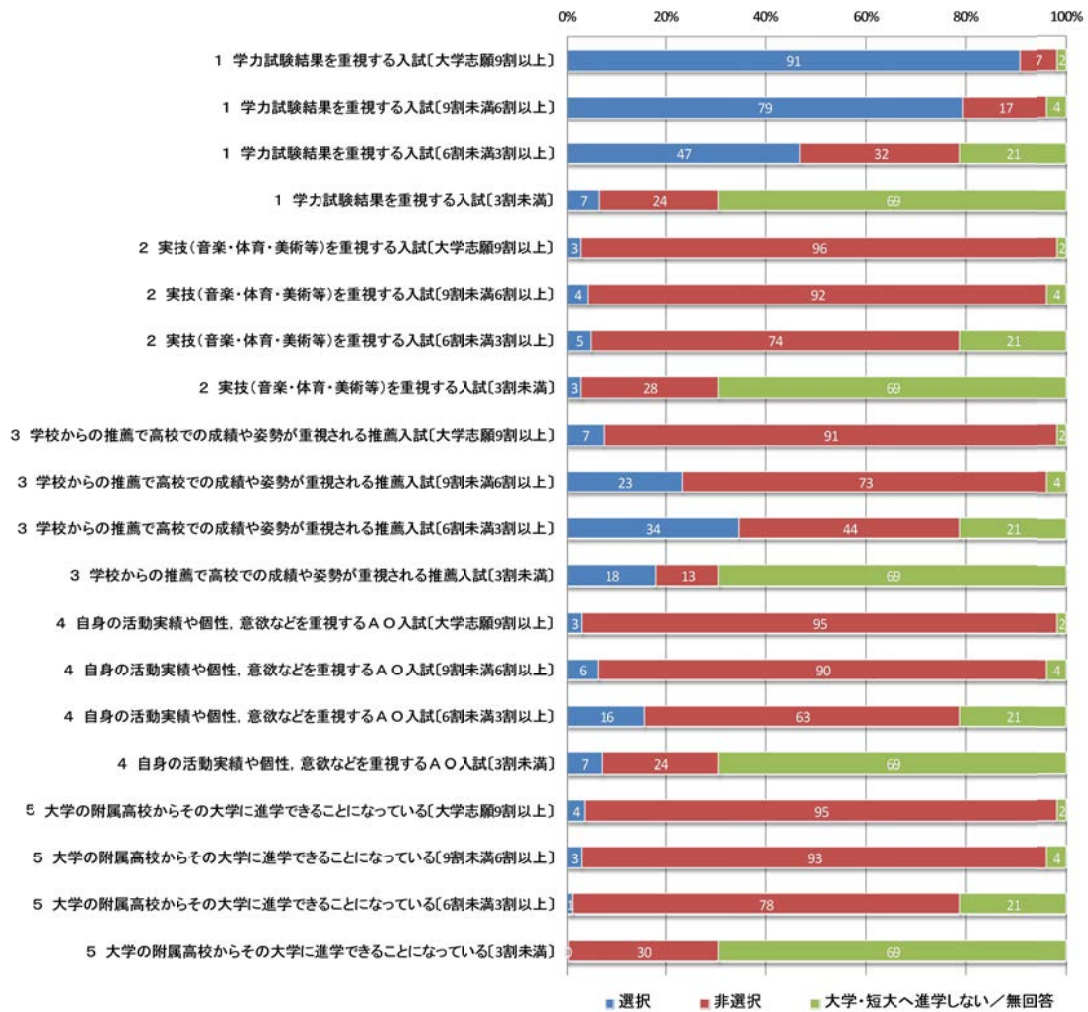 0% 20% 40% 60% 80% 100%
1 学力試験結果を重視する入試〔大学志願9割以上〕 91 7 2
1 学力試験結果を重視する入試〔9割未満6割以上〕 79 17 4
1 学力試験結果を重視する入試〔6割未満3割以上〕 47 32 21
1 学力試験結果を重視する入試〔3割未満〕 7 24 69
2 実技(音楽・体育・美術等)を重視する入試〔大学志願9割以上〕 3 96 2
2 実技(音楽・体育・美術等)を重視する入試〔9割未満6割以上〕 4 92 4
2 実技(音楽・体育・美術等)を重視する入試〔6割未満3割以上〕 5 74 21
2 実技(音楽・体育・美術等)を重視する入試〔3割未満〕 3 28 69
3 学校からの推薦で高校での成績や姿勢が重視される推薦入試〔大学志願9割以上〕 7 91 2
3 学校からの推薦で高校での成績や姿勢が重視される推薦入試〔9割未満6割以上〕 23 73 4
3 学校からの推薦で高校での成績や姿勢が重視される推薦入試〔6割未満3割以上〕 34 44 21
3 学校からの推薦で高校での成績や姿勢が重視される推薦入試〔3割未満〕 18 13 69
4 自身の活動実績や個性,意欲などを重視するAO入試〔大学志願9割以上〕 3 95 2
4 自身の活動実績や個性,意欲などを重視するAO入試〔9割未満6割以上〕 6 90 4
4 自身の活動実績や個性,意欲などを重視するAO入試〔6割未満3割以上〕 16 63 21
4 自身の活動実績や個性,意欲などを重視するAO入試〔3割未満〕 7 24 69
5 大学の附属高校からその大学に進学できることになっている〔大学志願9割以上〕 4 95 2
5 大学の附属高校からその大学に進学できることになっている〔9割未満6割以上〕 3 93 4
5 大学の附属高校からその大学に進学できることになっている〔6割未満3割以上〕 1 78 21
5 大学の附属高校からその大学に進学できることになっている〔3割未満〕 0 30 69
選択 非選択 大学・短大へ進学しない/無回答